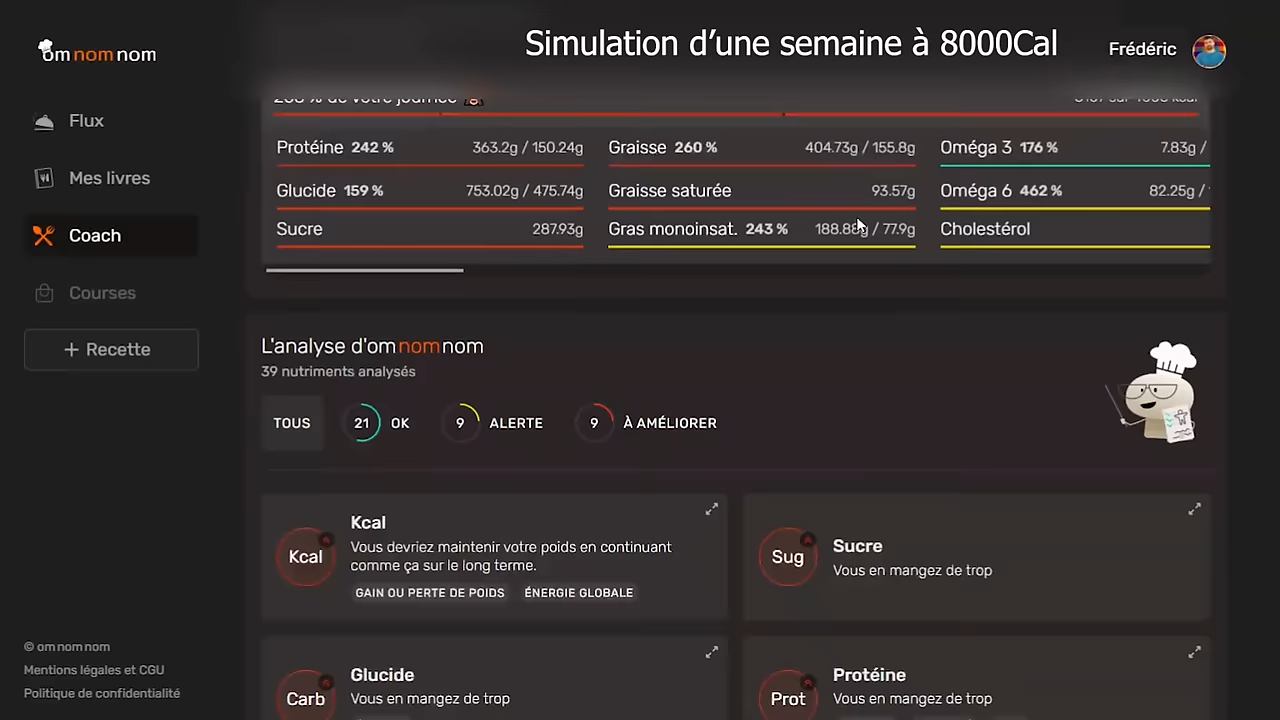 om nom nom
Simulation d'une semaine à 8000Cal
Frédéric
Flux
Mes livres
Coach
Courses
+ Recette
© om nom nom
Mentions légales et CGU
Politique de confidentialité
% de votre journée
Protéine 242 % 363.2g / 150.24g
Graisse 260 % 404.73g / 155.8g
Oméga 3 176 % 7.83g /
Glucide 159 % 753.02g / 475.74g
Graisse saturée 93.57g
Oméga 6 462 % 82.25g /
Sucre 287.93g
Gras monoinsat. 243 % 188.88g / 77.9g
Cholestérol
L'analyse d'om nom nom
39 nutriments analysés
TOUS
21 OK
9 ALERTE
9 À AMÉLIORER
Kcal
Kcal
Vous devriez maintenir votre poids en continuant
comme ça sur le long terme.
GAIN OU PERTE DE POIDS ÉNERGIE GLOBALE
Sug
Sucre
Vous en mangez de trop
Carb
Glucide
Vous en mangez de trop
Prot
Protéine
Vous en mangez de trop